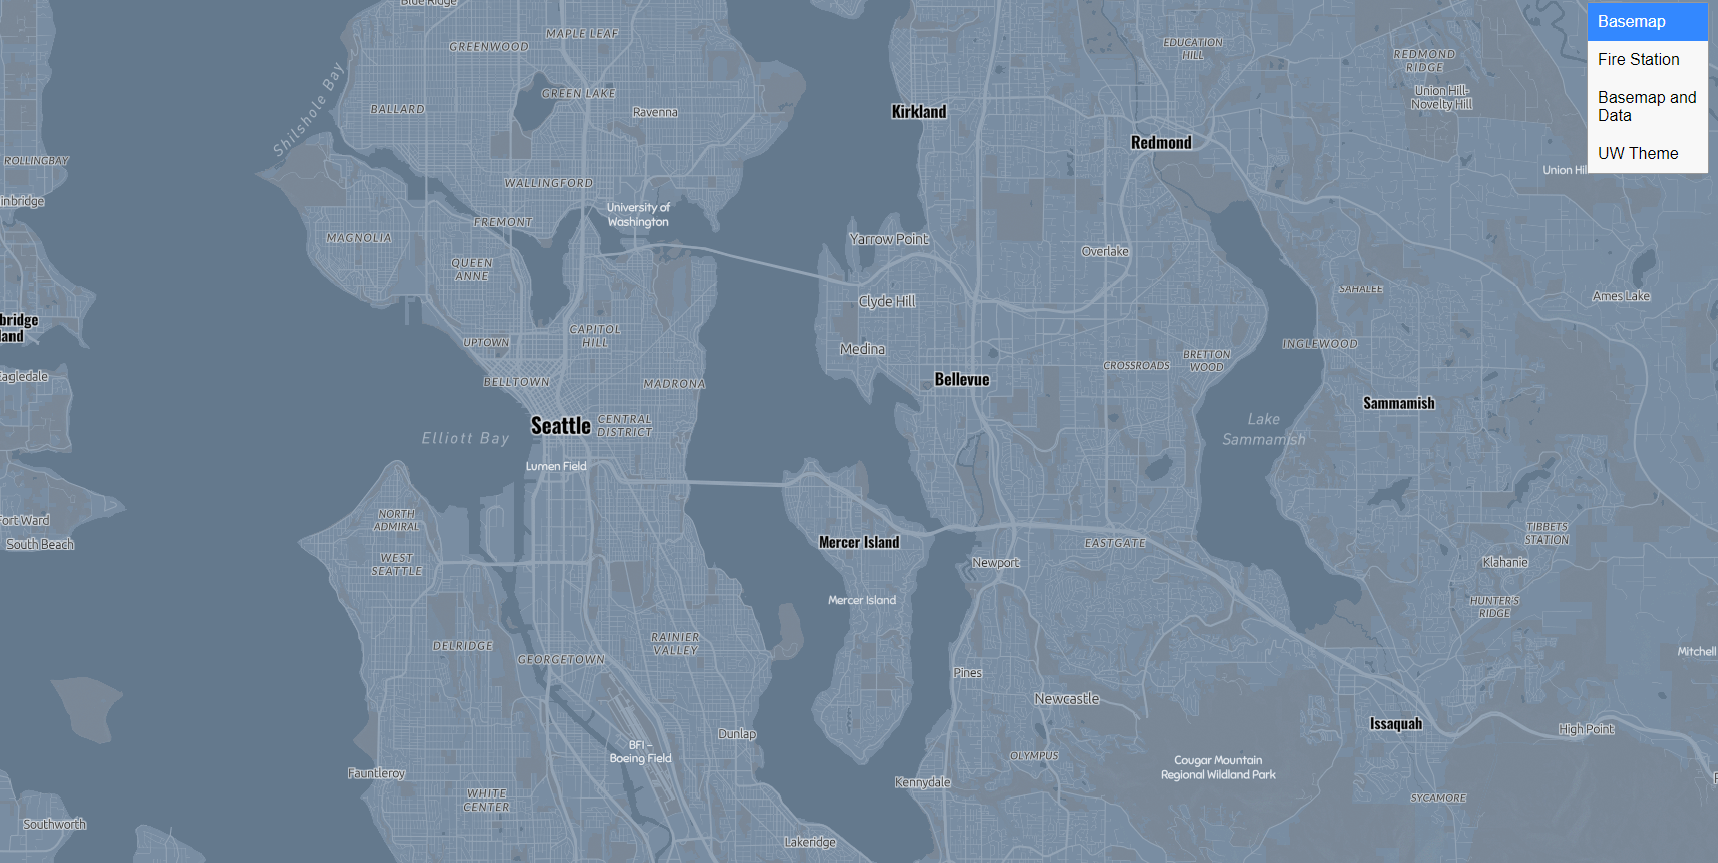 Blue Ridge
MAPLE LEAF
GREENWOOD
EDUCATION
HILL
REDMOND
RIDGE
Basemap
Fire Station
Basemap and
Data
UW Theme
Shilshole Bay
BALLARD
GREEN LAKE
Ravenna
Kirkland
Union Hill-
Novelty Hill
Redmond
ROLLINGBAY
WALLINGFORD
Union Hil
inbridge
FREMONT
University of
Washington
MAGNOLIA
Yarrow Point
Overlake
QUEEN
ANNE
SAHALEE
Ames Lake
Clyde Hill
bridge
land
CAPITOL
HILL
UPTOWN
Medina
CROSSROADS
BRETTON
WOOD
INGLEWOOD
Eagledale
BELLTOWN
MADRONA
Bellevue
Sammamish
Seattle
CENTRAL
DISTRICT
Elliott Bay
Lake
Sammamish
Lumen Field
Fort Ward
NORTH
ADMIRAL
South Beach
Mercer Island
EASTGATE
TIBBETS
STATION
WEST
SEATTLE
Newport
Klahanie
Mercer Island
HUNTER'S
RIDGE
DELRIDGE
RAINIER
VALLEY
GEORGETOWN
Mitchell
Pines
Newcastle
Issaquah
High Point
Dunlap
BFI -
Boeing Field
OLYMPUS
Cougar Mountain
Regional Wildland Park
Fauntleroy
Kennydale
WHITE
CENTER
SYCAMORE
Southworth
Lakeridge